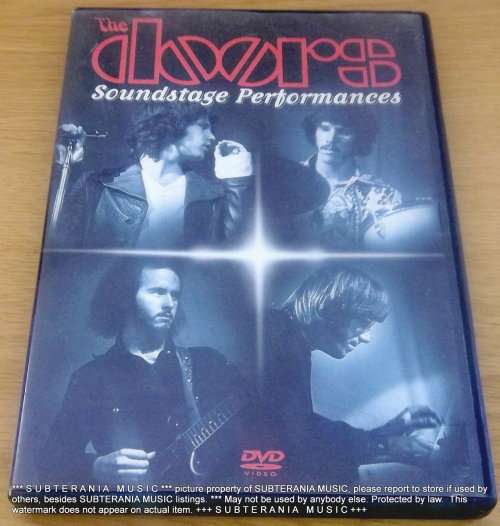 The
doors
Soundstage Performances
DVD
VIDEO
*** S U B T E R A N I A   M U S I C *** picture property of SUBTERANIA MUSIC, please report to store if used by
others, besides SUBTERANIA MUSIC listings. *** May not be used by anybody else. Protected by law.  This
watermark does not appear on actual item. +++ S U B T E R A N I A   M U S I C +++